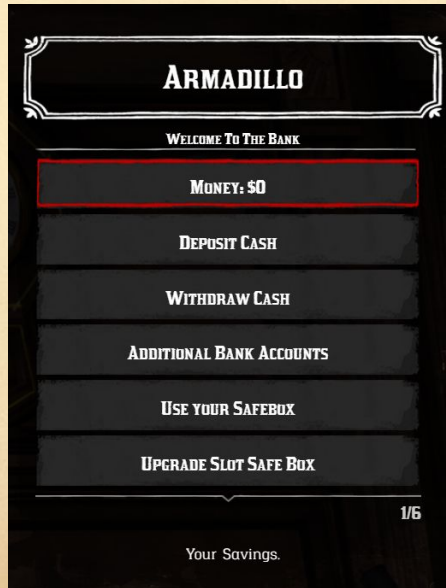 Armadillo
Welcome To The Bank
Money: $0
Deposit Cash
Withdraw Cash
Additional Bank Accounts
Use your Safebox
Upgrade Slot Safe Box
1/6
Your Savings.